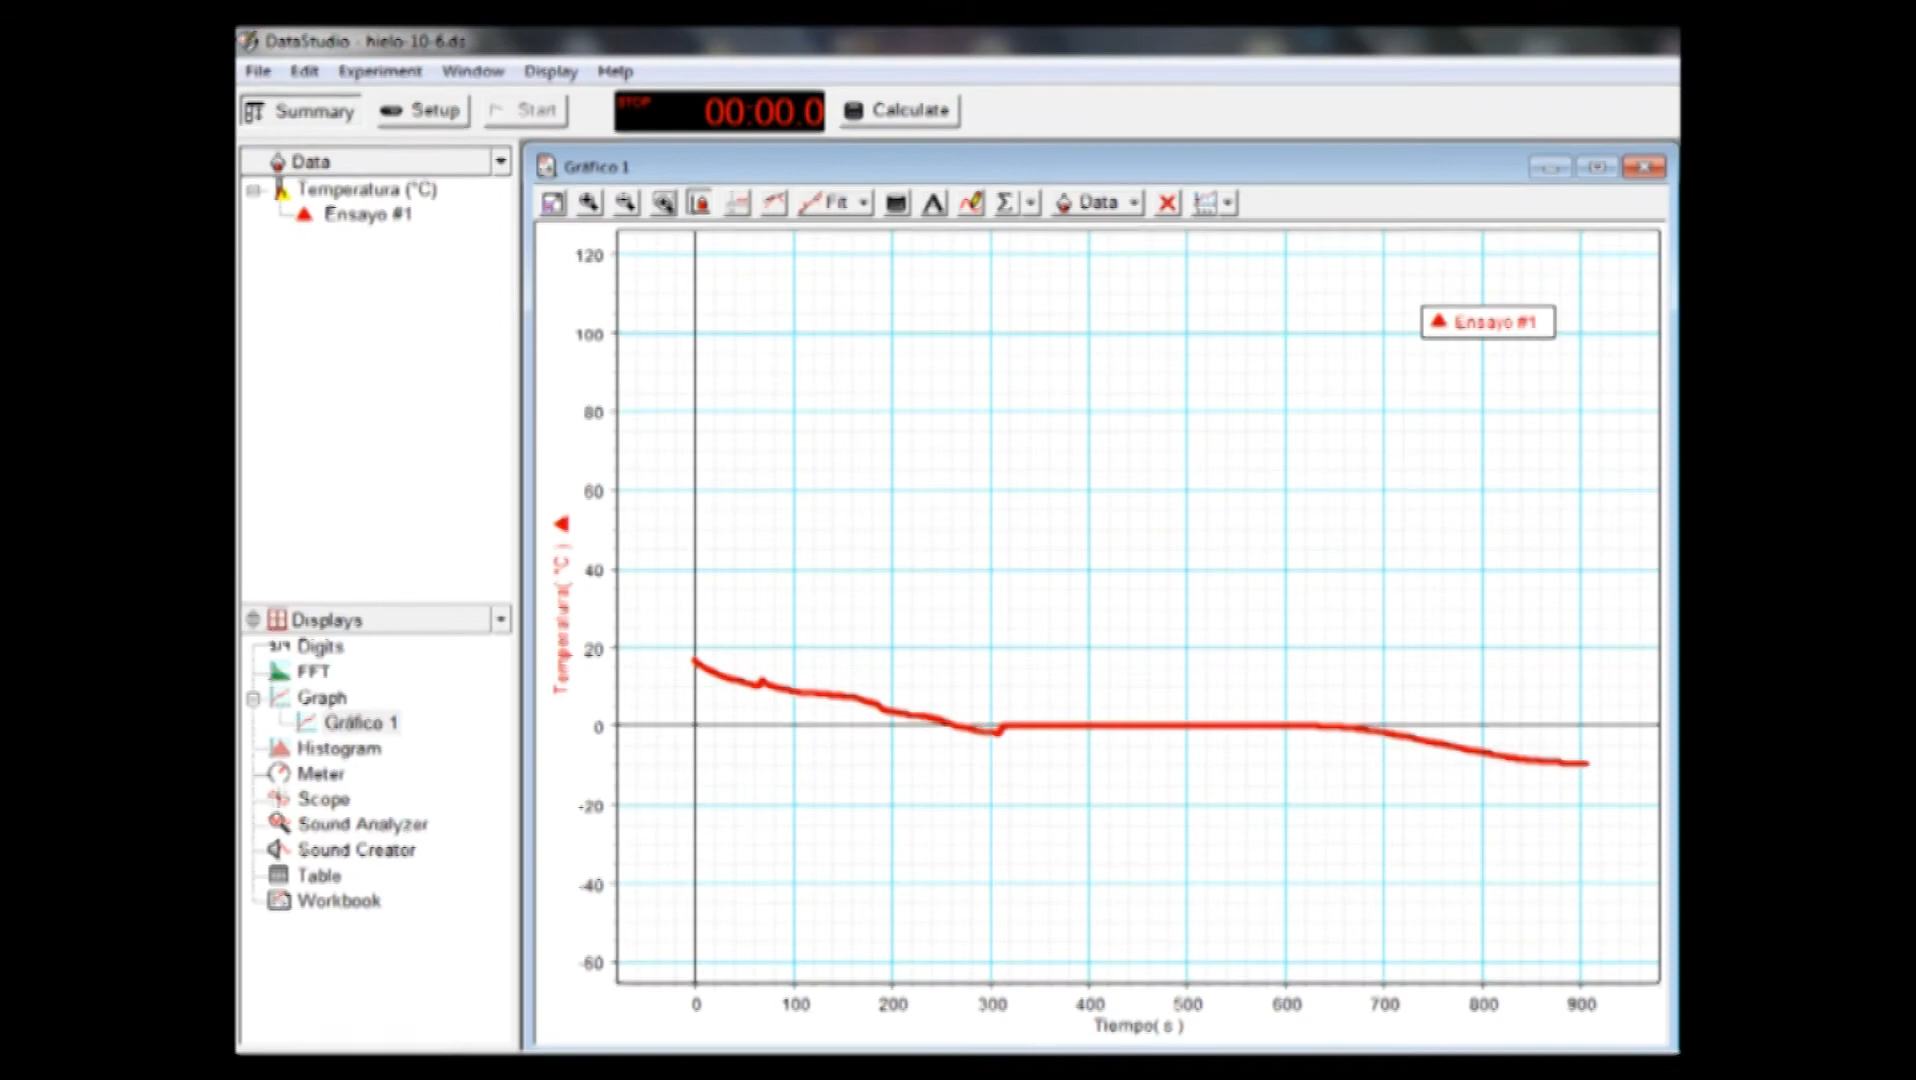 DataStudio - hielo-10-6.ds
File Edit Experiment Window Display Help
Summary Setup Start STOP 00:00.0 Calculate
Data
Temperatura (°C)
Ensayo #1
Displays
Digits
FFT
Graph
Gráfico 1
Histogram
Meter
Scope
Sound Analyzer
Sound Creator
Table
Workbook
Gráfico 1
Fit Σ Data
Ensayo #1
Temperatura( °C )
120
100
80
60
40
20
0
-20
-40
-60
0 100 200 300 400 500 600 700 800 900
Tiempo( s )